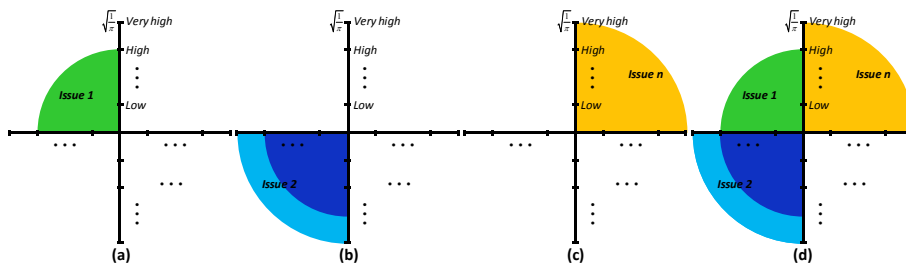 √(1/π) Very high
High
⋮
Issue 1
Low
• • •
• • •
• • •
⋮
(a)
√(1/π) Very high
High
⋮
Low
• • •
• • •
Issue 2
• • •
⋮
(b)
√(1/π) Very high
High
Issue n
⋮
Low
• • •
• • •
• • •
⋮
(c)
√(1/π) Very high
High
Issue n
⋮
Issue 1
Low
• • •
• • •
Issue 2
• • •
⋮
(d)